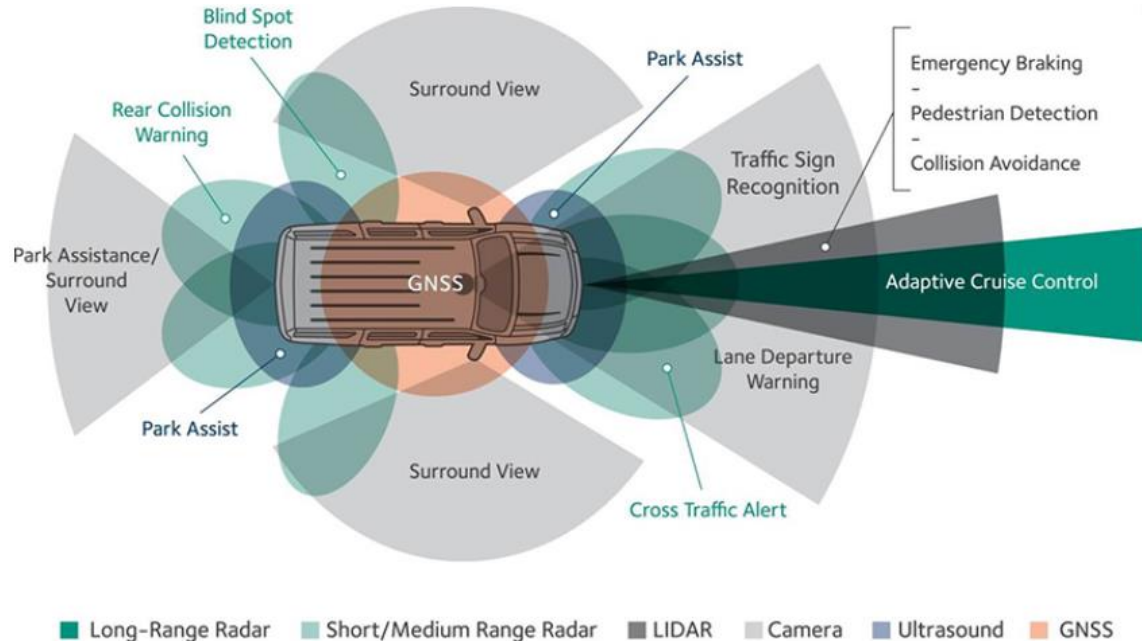 Blind Spot
Detection
Surround View
Park Assist
Emergency Braking
-
Pedestrian Detection
-
Collision Avoidance
Rear Collision
Warning
Traffic Sign
Recognition
Park Assistance/
Surround
View
GNSS
Adaptive Cruise Control
Lane Departure
Warning
Park Assist
Surround View
Cross Traffic Alert
Long-Range Radar
Short/Medium Range Radar
LIDAR
Camera
Ultrasound
GNSS